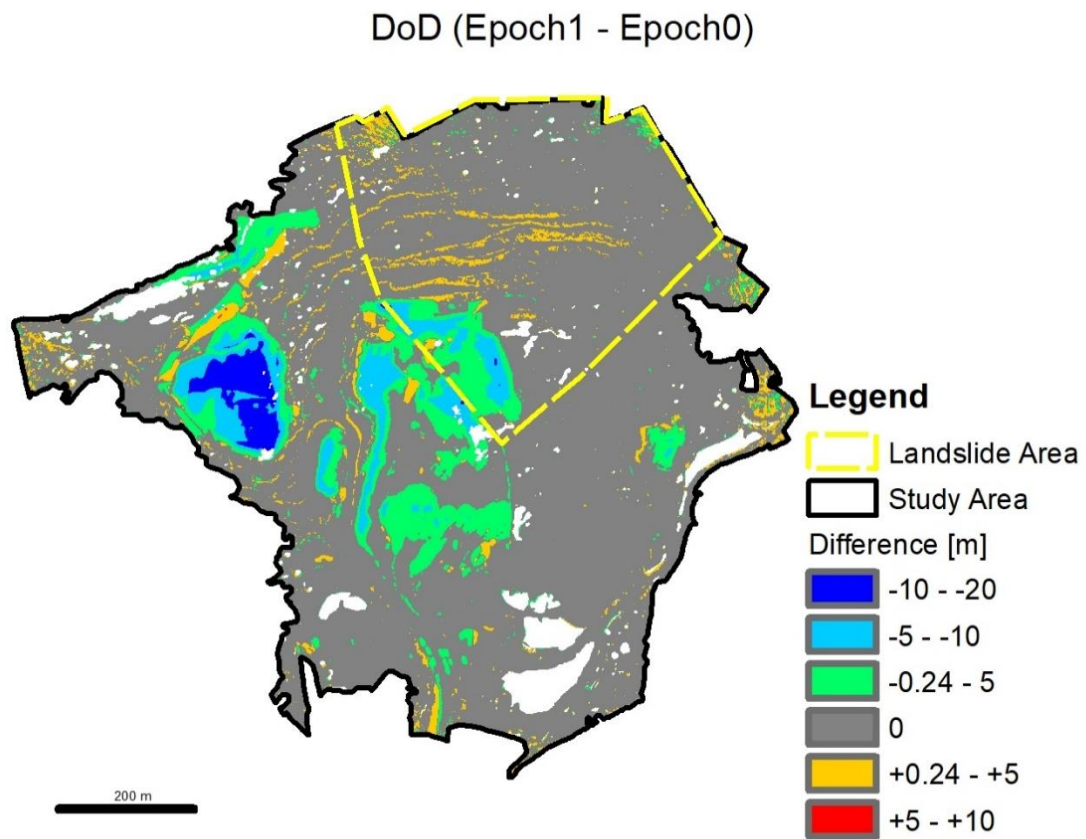 DoD (Epoch1 - Epoch0)
Legend
Landslide Area
Study Area
Difference [m]
-10 - -20
-5 - -10
-0.24 - 5
0
+0.24 - +5
+5 - +10
200 m